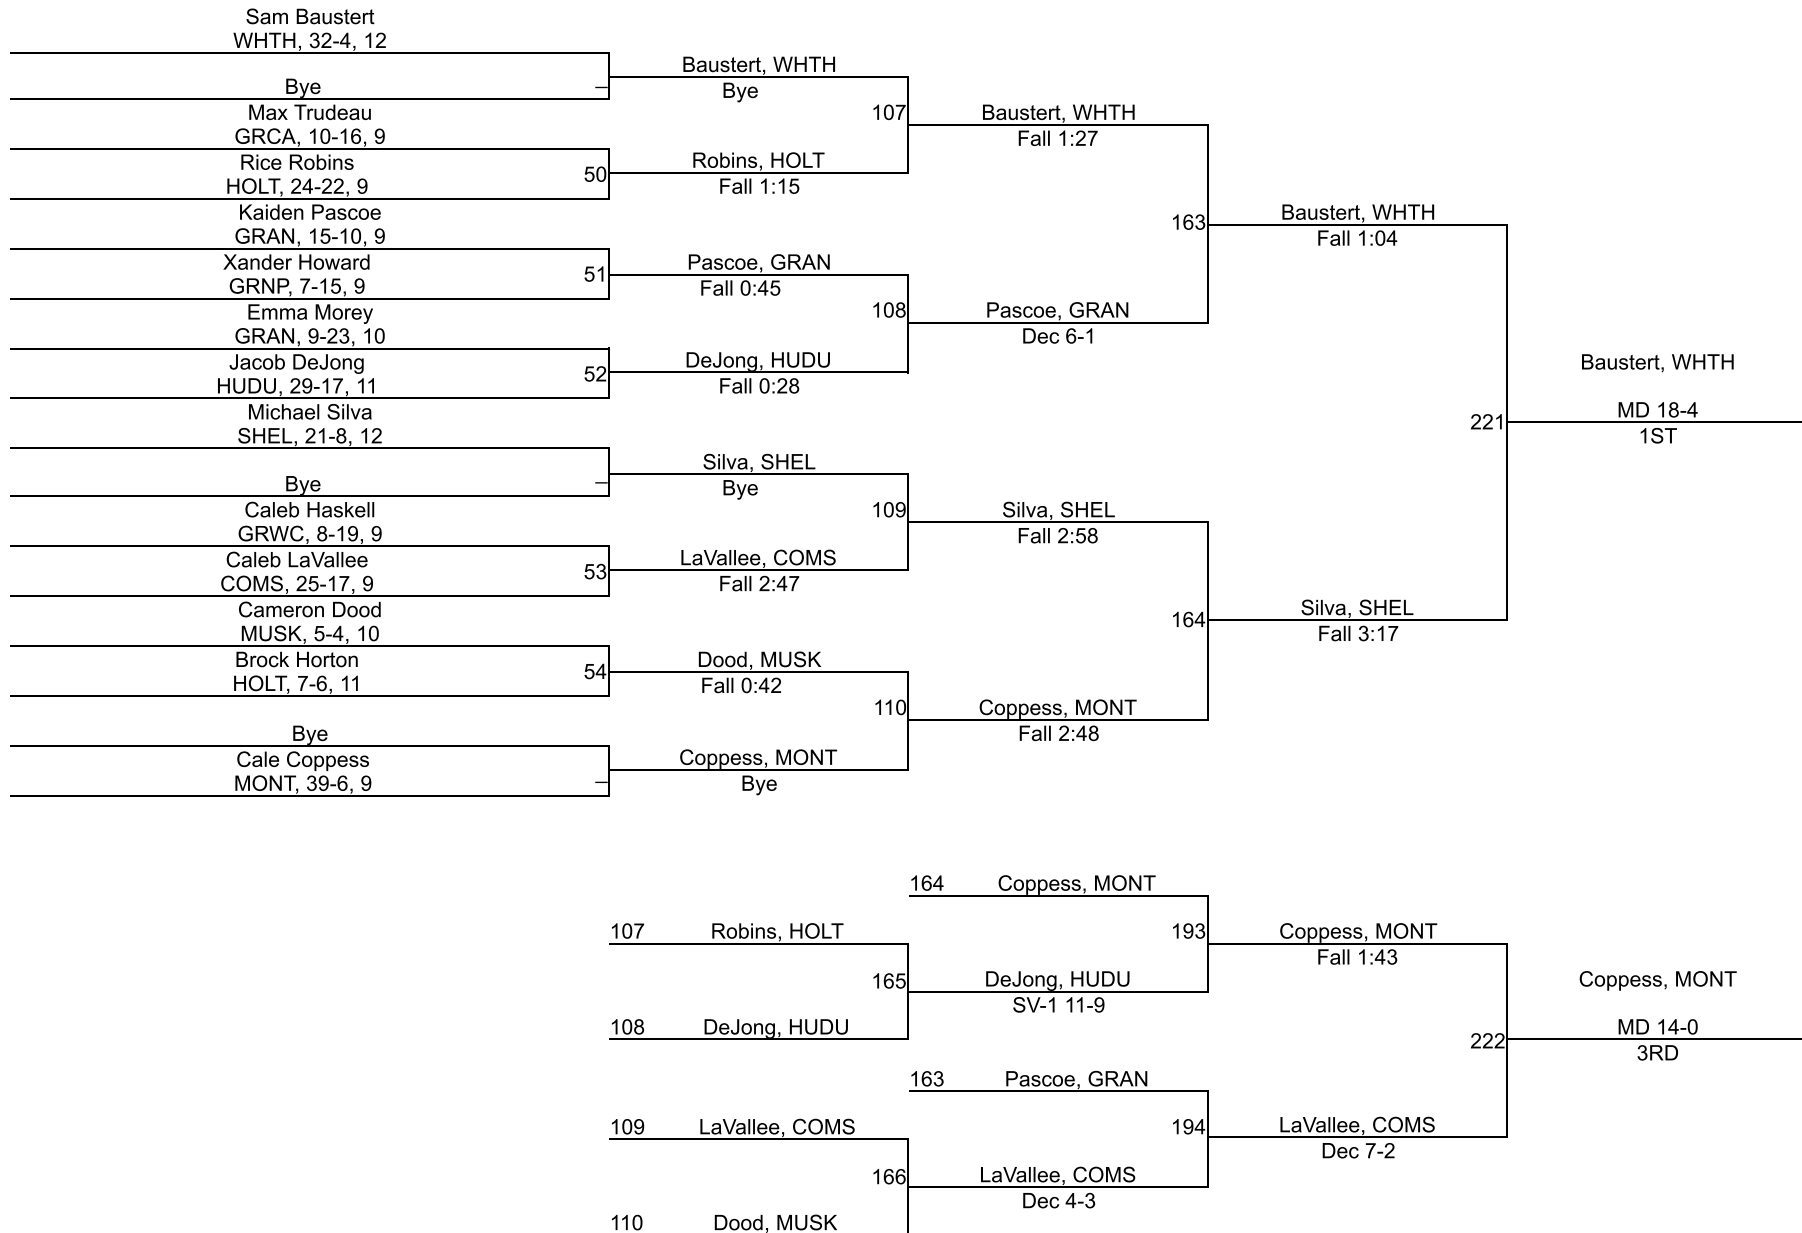 Sam Baustert
WHTH, 32-4, 12
Bye
–
Max Trudeau
GRCA, 10-16, 9
Rice Robins
HOLT, 24-22, 9
50
Kaiden Pascoe
GRAN, 15-10, 9
Xander Howard
GRNP, 7-15, 9
51
Emma Morey
GRAN, 9-23, 10
Jacob DeJong
HUDU, 29-17, 11
52
Michael Silva
SHEL, 21-8, 12
Bye
–
Caleb Haskell
GRWC, 8-19, 9
Caleb LaVallee
COMS, 25-17, 9
53
Cameron Dood
MUSK, 5-4, 10
Brock Horton
HOLT, 7-6, 11
54
Bye
Cale Coppess
MONT, 39-6, 9
–
Baustert, WHTH
Bye
107
Robins, HOLT
Fall 1:15
Pascoe, GRAN
Fall 0:45
108
DeJong, HUDU
Fall 0:28
Silva, SHEL
Bye
109
LaVallee, COMS
Fall 2:47
Dood, MUSK
Fall 0:42
110
Coppess, MONT
Bye
Baustert, WHTH
Fall 1:27
163
Pascoe, GRAN
Dec 6-1
Silva, SHEL
Fall 2:58
164
Coppess, MONT
Fall 2:48
Baustert, WHTH
Fall 1:04
221
Silva, SHEL
Fall 3:17
Baustert, WHTH
MD 18-4
1ST
164 Coppess, MONT
107 Robins, HOLT
193
165
DeJong, HUDU
SV-1 11-9
108 DeJong, HUDU
Coppess, MONT
Fall 1:43
163 Pascoe, GRAN
109 LaVallee, COMS
194
166
LaVallee, COMS
Dec 4-3
110 Dood, MUSK
LaVallee, COMS
Dec 7-2
222
Coppess, MONT
MD 14-0
3RD